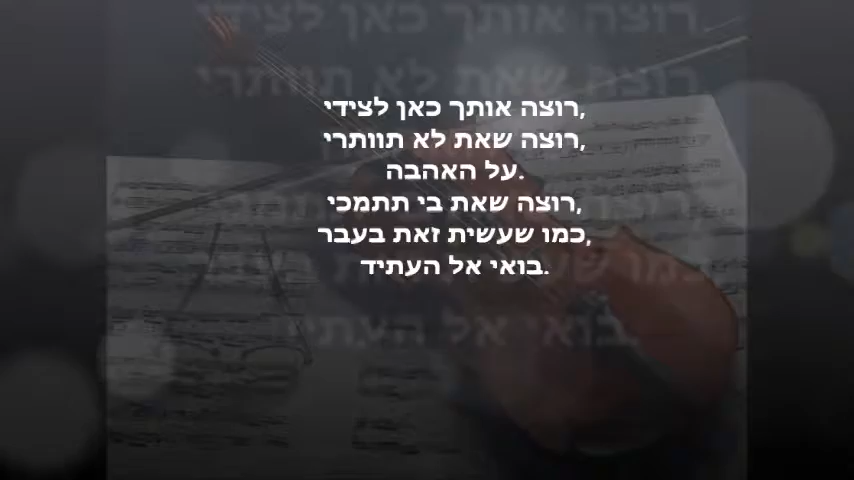 רוצה אותך כאן לצידי,
רוצה שאת לא תוותרי,
על האהבה.
רוצה שאת בי תתמכי,
כמו שעשית זאת בעבר,
בואי אל העתיד.